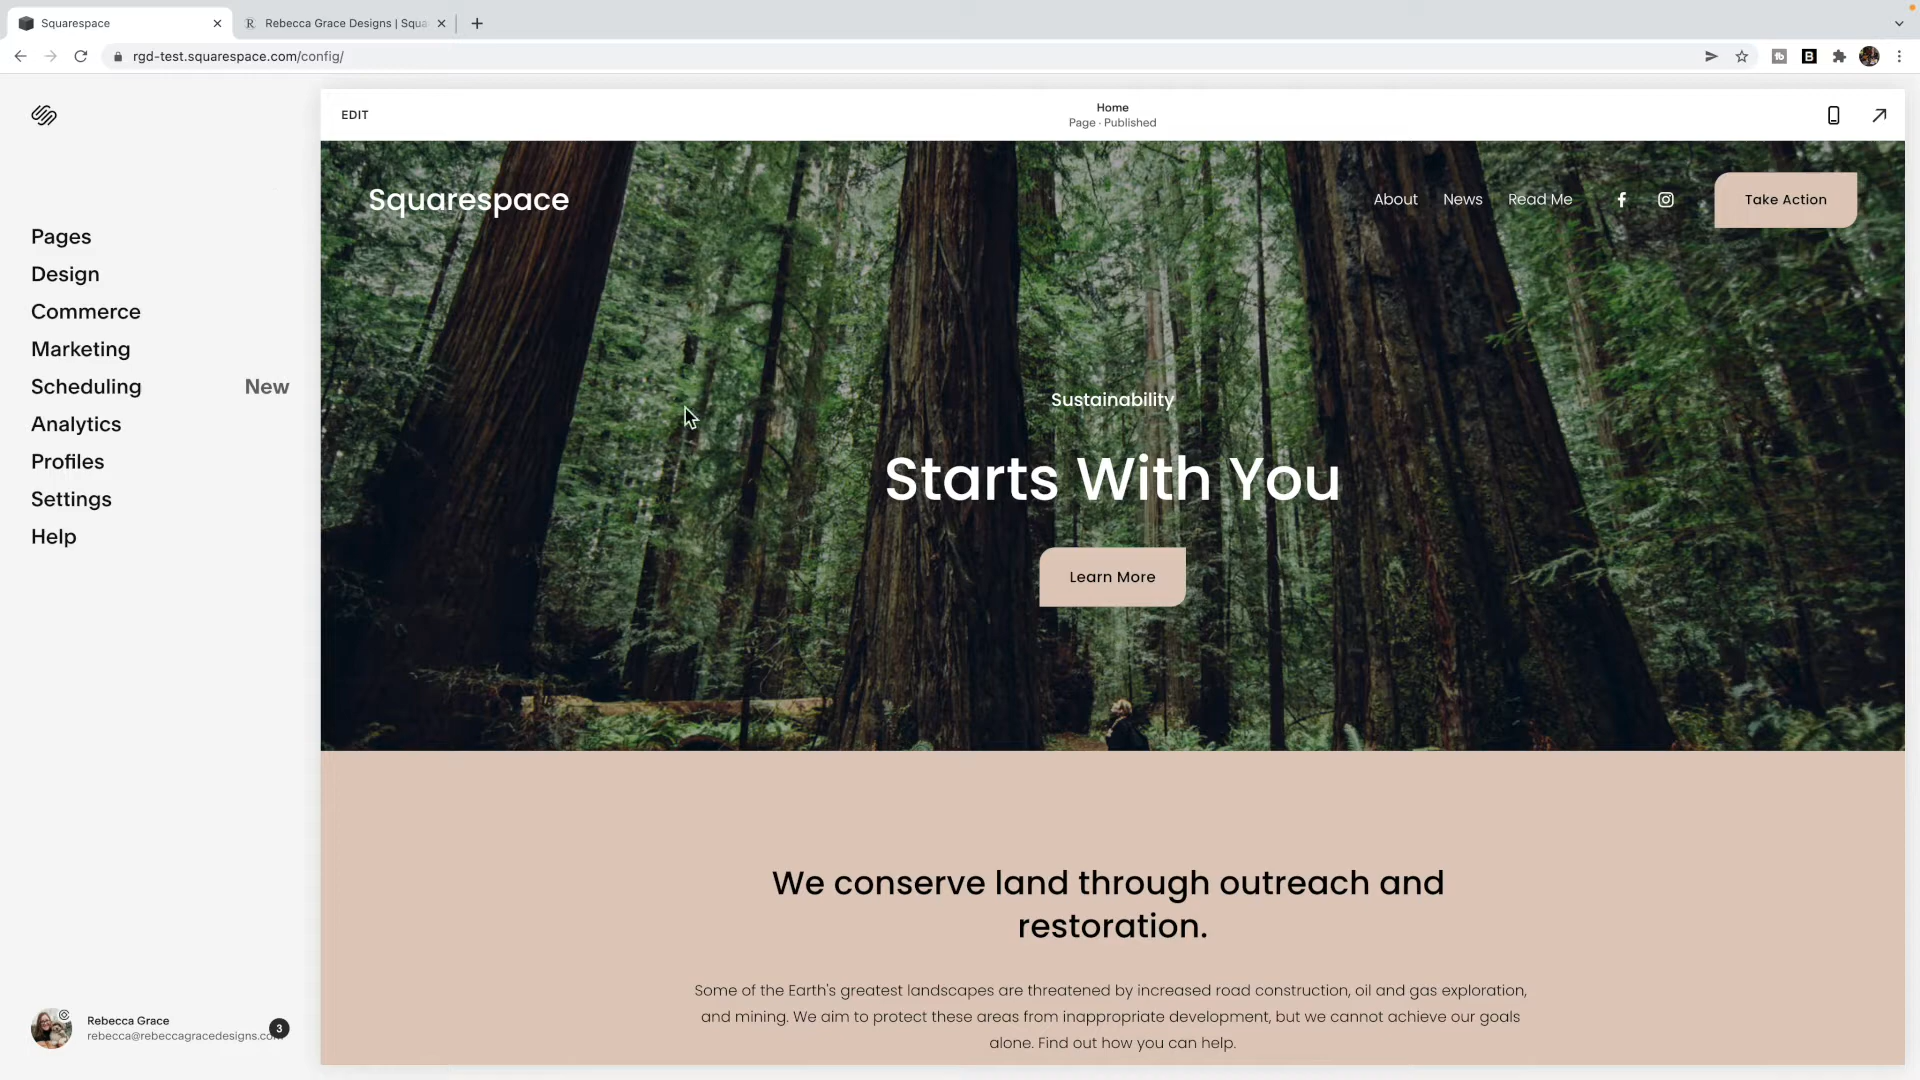 Squarespace
Rebecca Grace Designs | Squa
rgd-test.squarespace.com/config/
EDIT
Home
Page · Published
Squarespace
About
News
Read Me
Take Action
Pages
Design
Commerce
Marketing
Scheduling
New
Analytics
Profiles
Settings
Help
Sustainability
Starts With You
Learn More
We conserve land through outreach and
restoration.
Some of the Earth's greatest landscapes are threatened by increased road construction, oil and gas exploration,
and mining. We aim to protect these areas from inappropriate development, but we cannot achieve our goals
alone. Find out how you can help.
Rebecca Grace
rebecca@rebeccagracedesigns.co
3